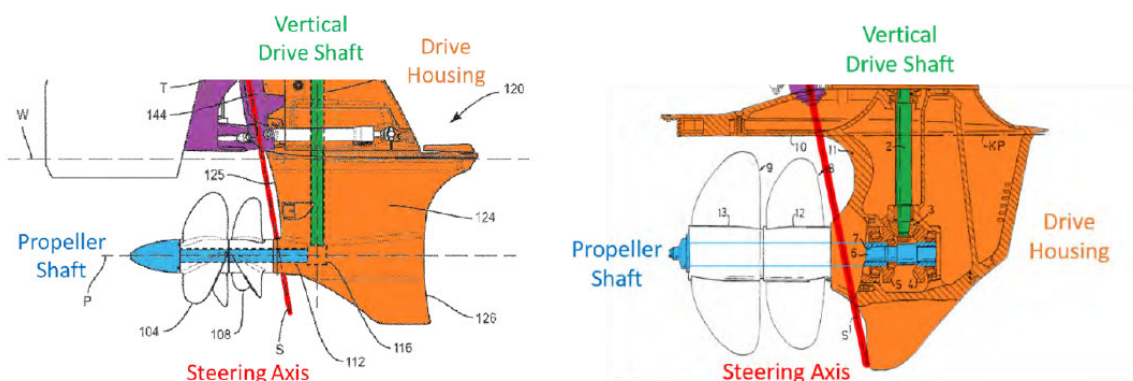 Vertical
Drive Shaft
Drive
Housing
T
144
120
W
125
124
Propeller
Shaft
P
104
108
S
112
116
126
Steering Axis
Vertical
Drive Shaft
KP
2
10
11
9
8
13
12
3
7
6
5
4
Propeller
Shaft
Drive
Housing
S
Steering Axis